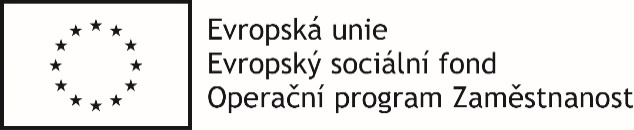 Evropská unie
Evropský sociální fond
Operační program Zaměstnanost